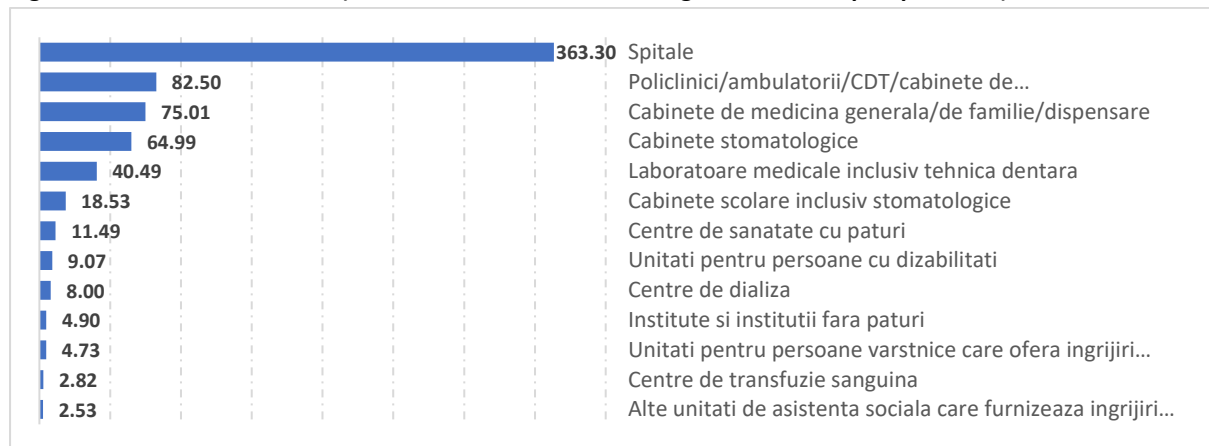 363.30 Spitale
82.50 Policlinici/ambulatorii/CDT/cabinete de...
75.01 Cabinete de medicina generala/de familie/dispensare
64.99 Cabinete stomatologice
40.49 Laboratoare medicale inclusiv tehnica dentara
18.53 Cabinete scolare inclusiv stomatologice
11.49 Centre de sanatate cu paturi
9.07 Unitati pentru persoane cu dizabilitati
8.00 Centre de dializa
4.90 Institute si institutii fara paturi
4.73 Unitati pentru persoane varstnice care ofera ingrijiri...
2.82 Centre de transfuzie sanguina
2.53 Alte unitati de asistenta sociala care furnizeaza ingrijiri...